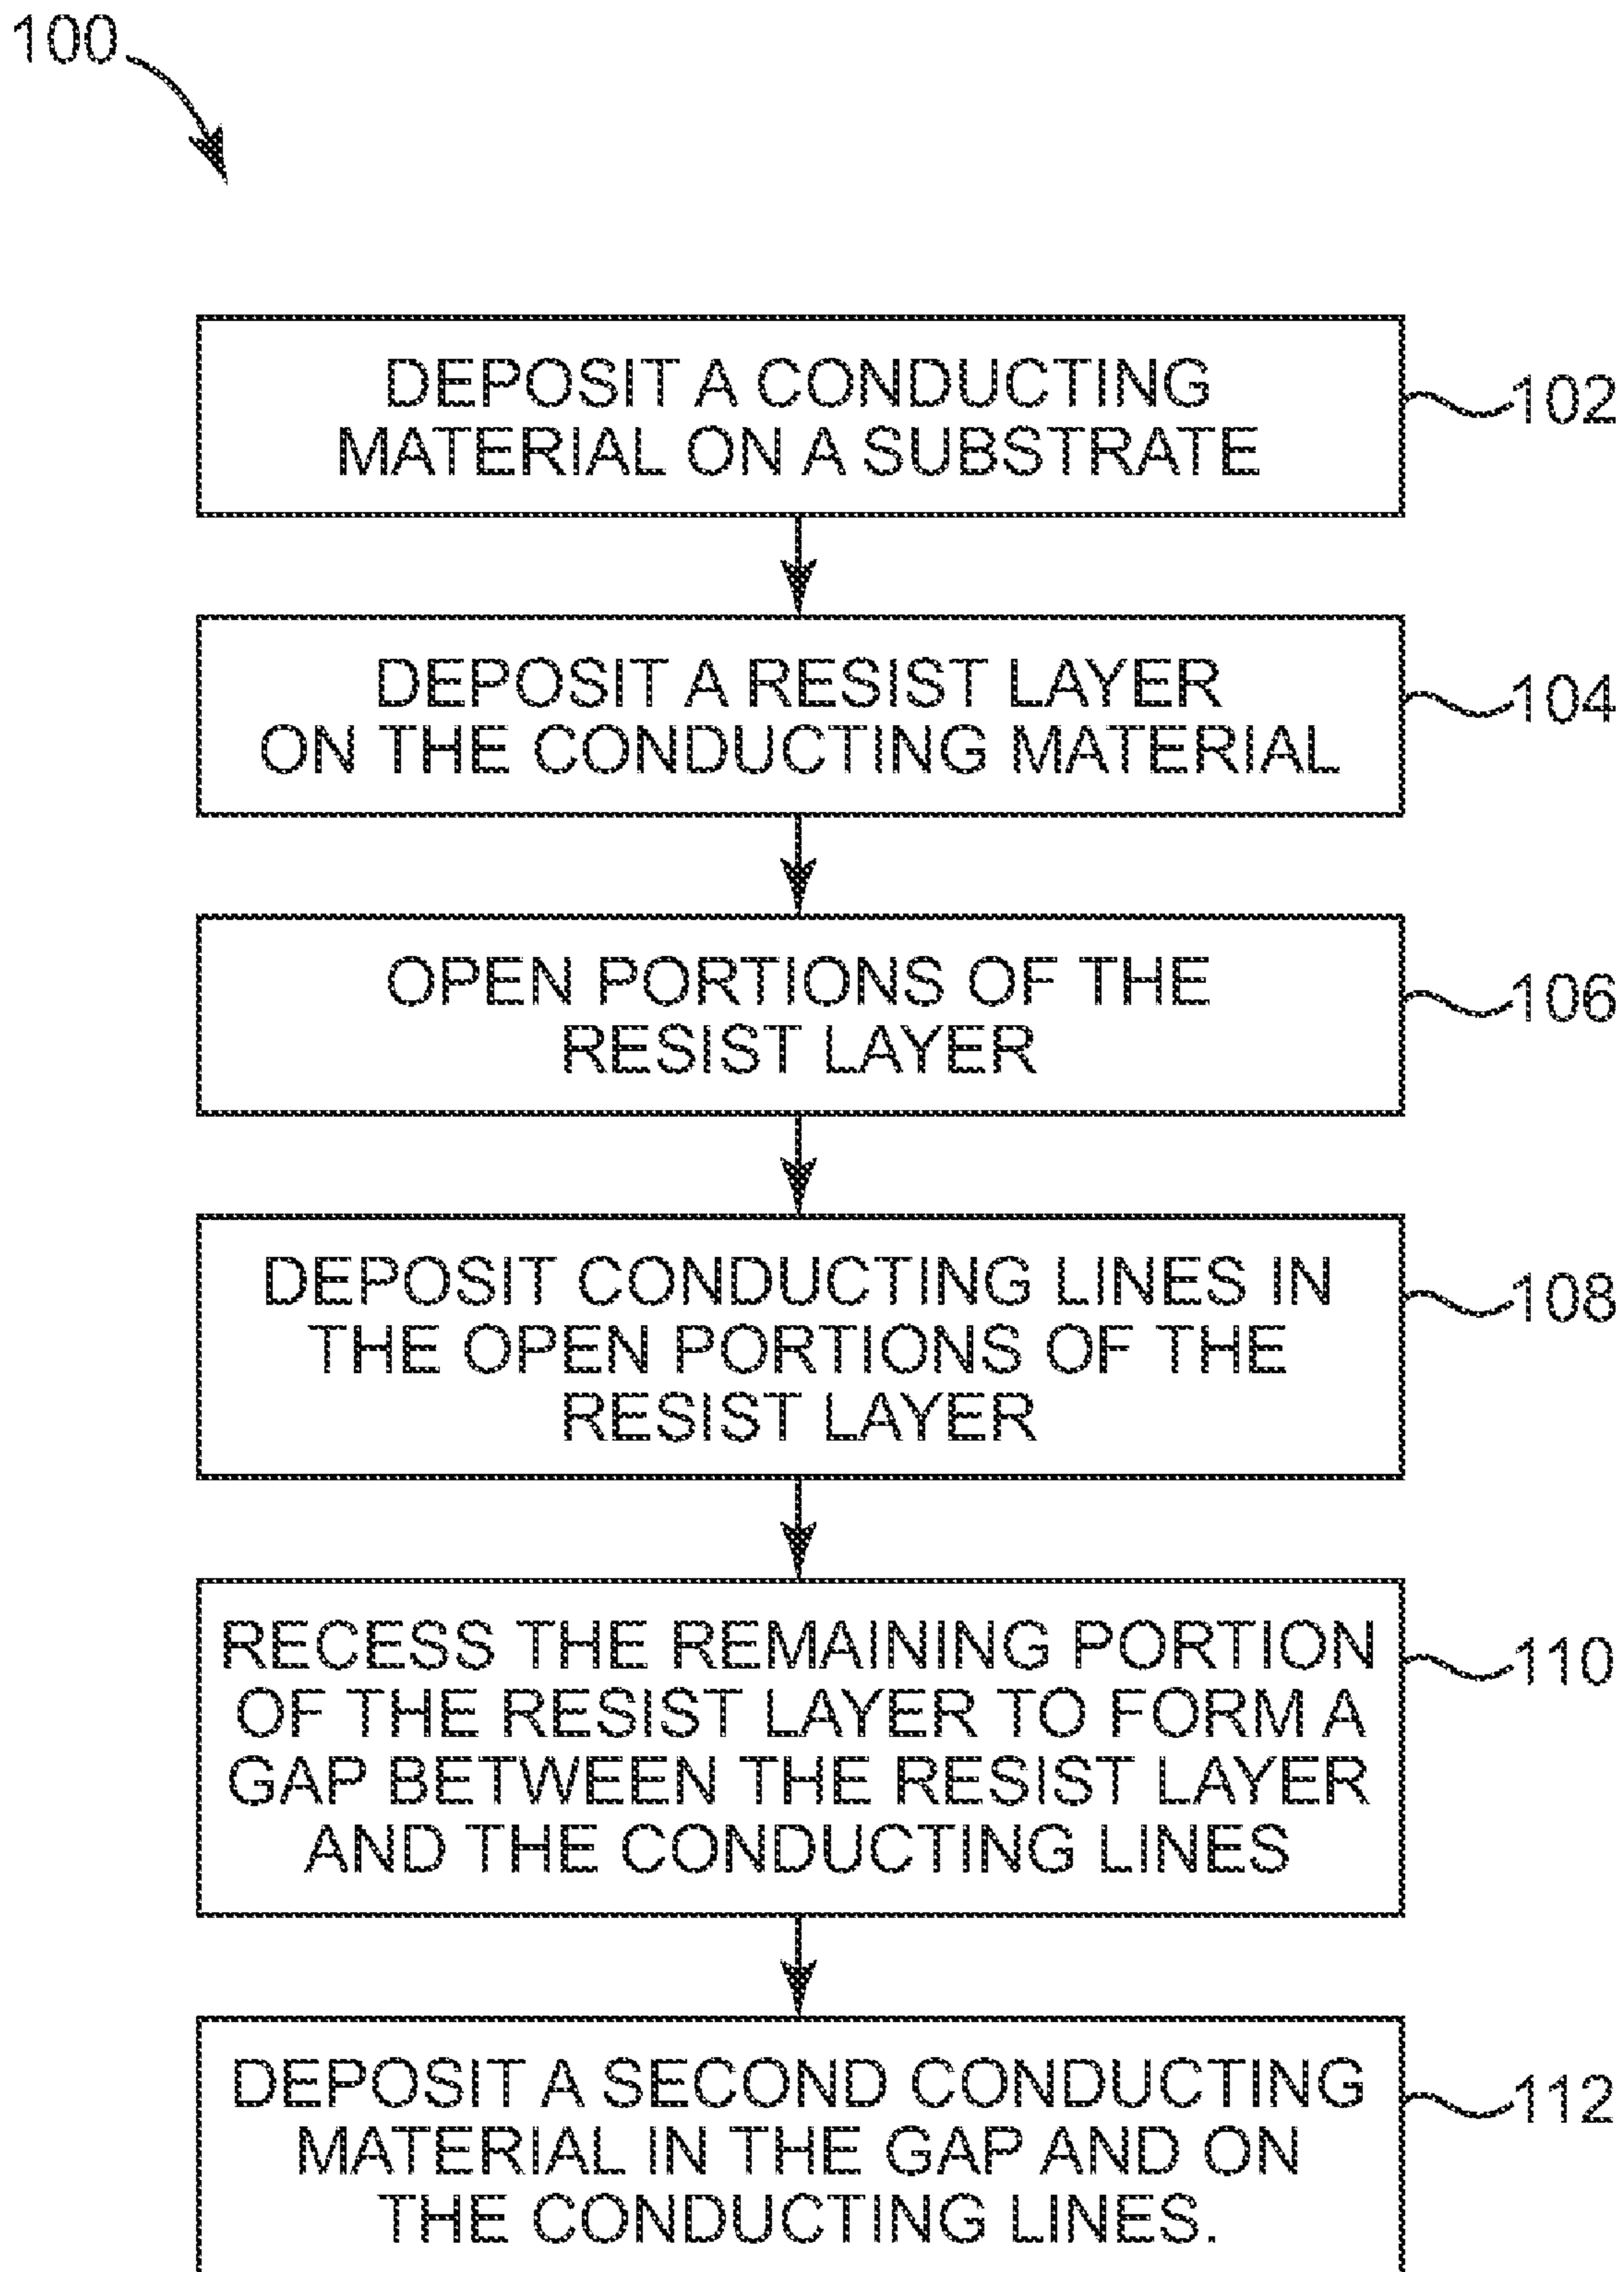 100
DEPOSIT A CONDUCTING
MATERIAL ON A SUBSTRATE
102
DEPOSIT A RESIST LAYER
ON THE CONDUCTING MATERIAL
104
OPEN PORTIONS OF THE
RESIST LAYER
106
DEPOSIT CONDUCTING LINES IN
THE OPEN PORTIONS OF THE
RESIST LAYER
108
RECESS THE REMAINING PORTION
OF THE RESIST LAYER TO FORM A
GAP BETWEEN THE RESIST LAYER
AND THE CONDUCTING LINES
110
DEPOSIT A SECOND CONDUCTING
MATERIAL IN THE GAP AND ON
THE CONDUCTING LINES.
112